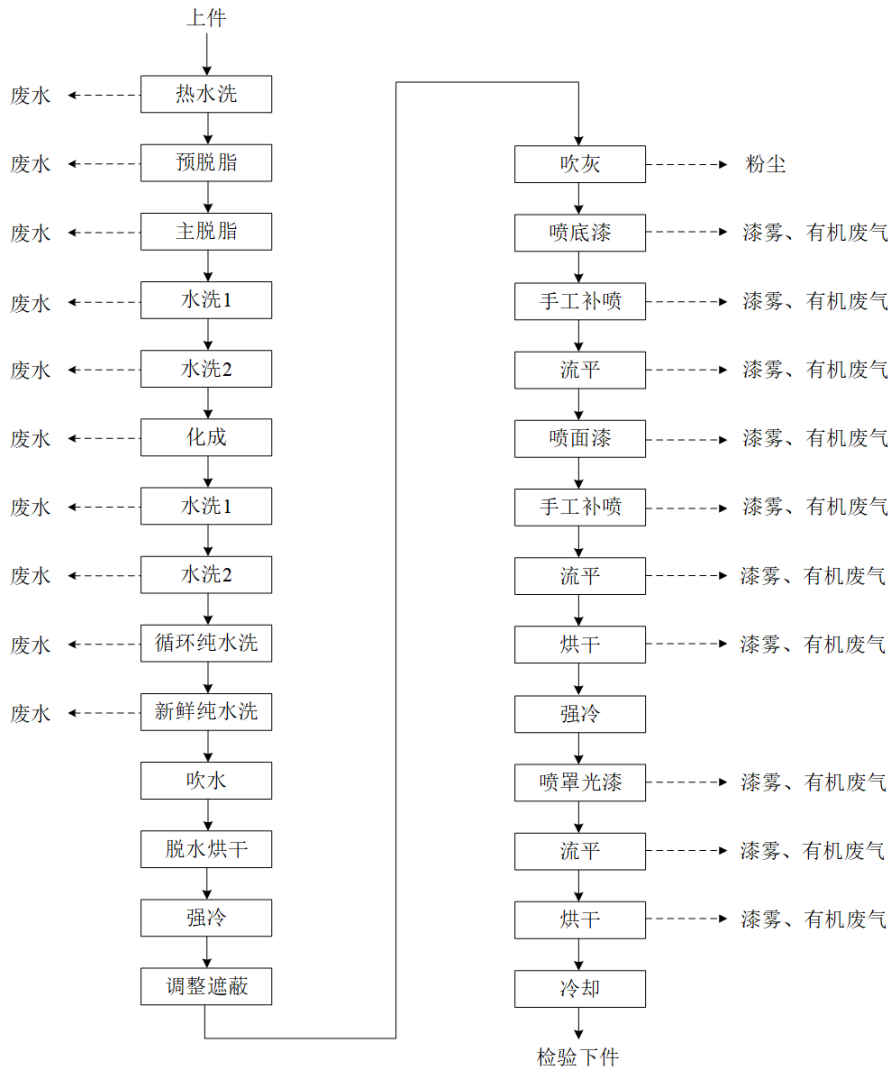 上件
废水
热水洗
废水
预脱脂
废水
主脱脂
废水
水洗1
废水
水洗2
废水
化成
废水
水洗1
废水
水洗2
废水
循环纯水洗
废水
新鲜纯水洗
吹水
脱水烘干
强冷
调整遮蔽
吹灰
粉尘
喷底漆
漆雾、有机废气
手工补喷
漆雾、有机废气
流平
漆雾、有机废气
喷面漆
漆雾、有机废气
手工补喷
漆雾、有机废气
流平
漆雾、有机废气
烘干
漆雾、有机废气
强冷
喷罩光漆
漆雾、有机废气
流平
漆雾、有机废气
烘干
漆雾、有机废气
冷却
检验下件